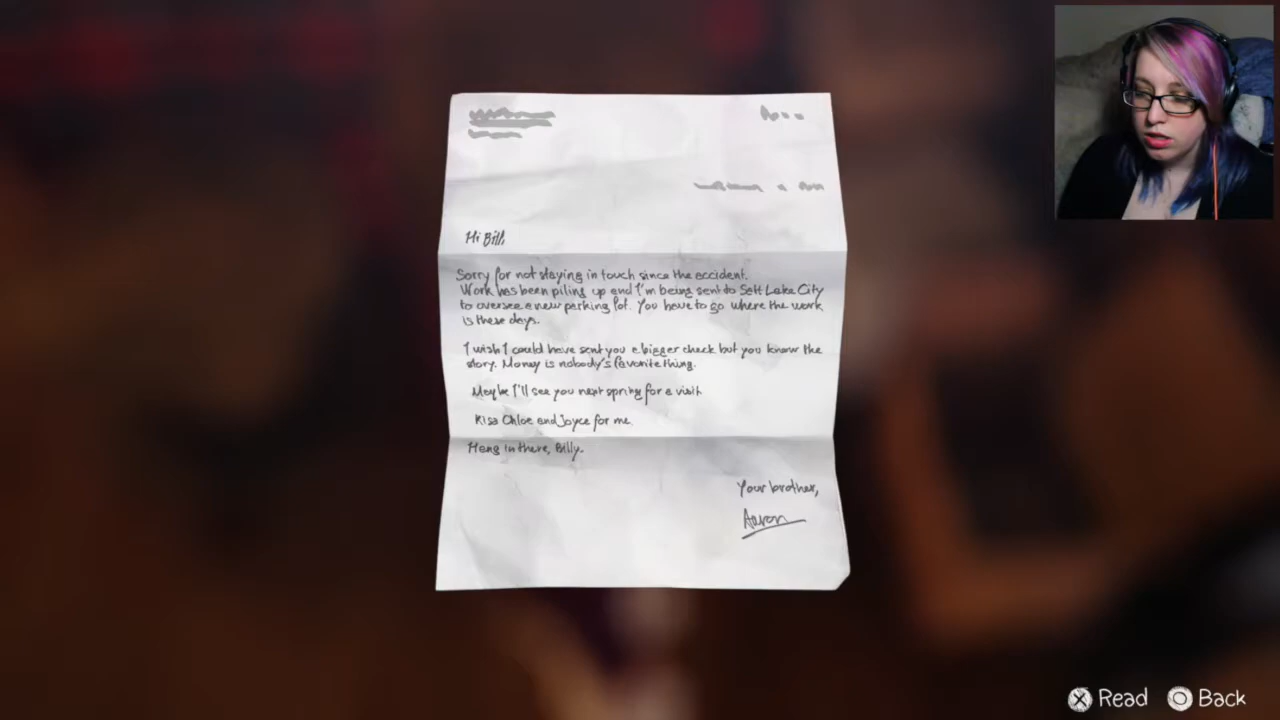 Hi Bill,
Sorry for not staying in touch since the accident.
Work has been piling up and I'm being sent to Salt Lake City
to oversee a new parking lot. You have to go where the work
is these days.
I wish I could have sent you a bigger check but you know the
story. Money is nobody's favorite thing.
Maybe I'll see you next spring for a visit.
Kiss Chloe and Joyce for me.
Hang in there, Billy.
Your brother,
Aaron
Read Back